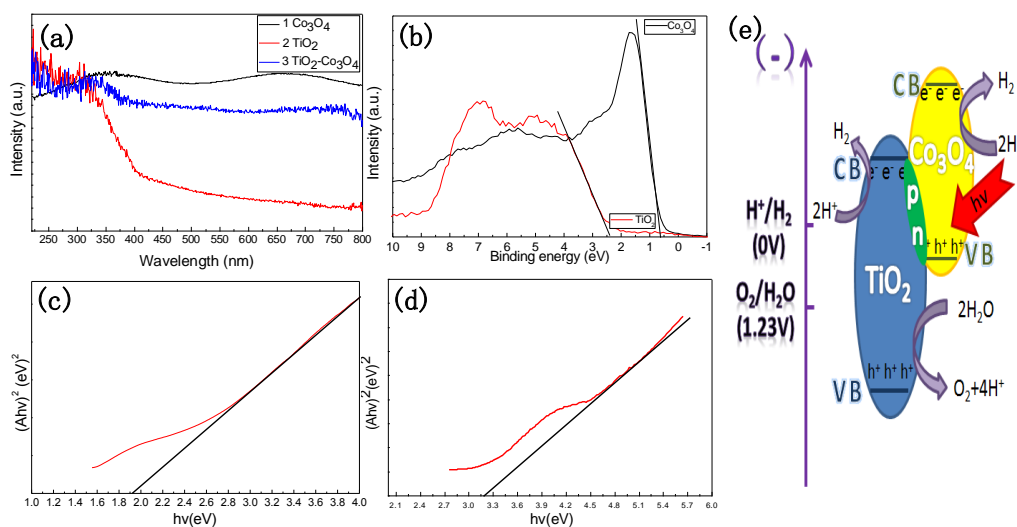 (a)
1 Co₃O₄
2 TiO₂
3 TiO₂-Co₃O₄
Intensity (a.u.)
250 300 350 400 450 500 550 600 650 700 750 800
Wavelength (nm)
(b)
Co₃O₄
TiO₂
Intensity (a.u.)
10 9 8 7 6 5 4 3 2 1 0 -1
Binding energy (eV)
(c)
(Ahv)² (eV)²
1.0 1.2 1.4 1.6 1.8 2.0 2.2 2.4 2.6 2.8 3.0 3.2 3.4 3.6 3.8 4.0
hv(eV)
(d)
(Ahv)² (eV)²
2.1 2.4 2.7 3.0 3.3 3.6 3.9 4.2 4.5 4.8 5.1 5.4 5.7 6.0
hv(eV)
(e)
(-)
H⁺/H₂
(0V)
O₂/H₂O
(1.23V)
CB
e⁻ e⁻ e⁻
H₂
2H
Co₃O₄
hv
H₂
CB
e⁻ e⁻ e
2H⁺
p
n
⁺ h⁺ h⁺
VB
TiO₂
2H₂O
h⁺ h⁺ h⁺
VB
O₂+4H⁺